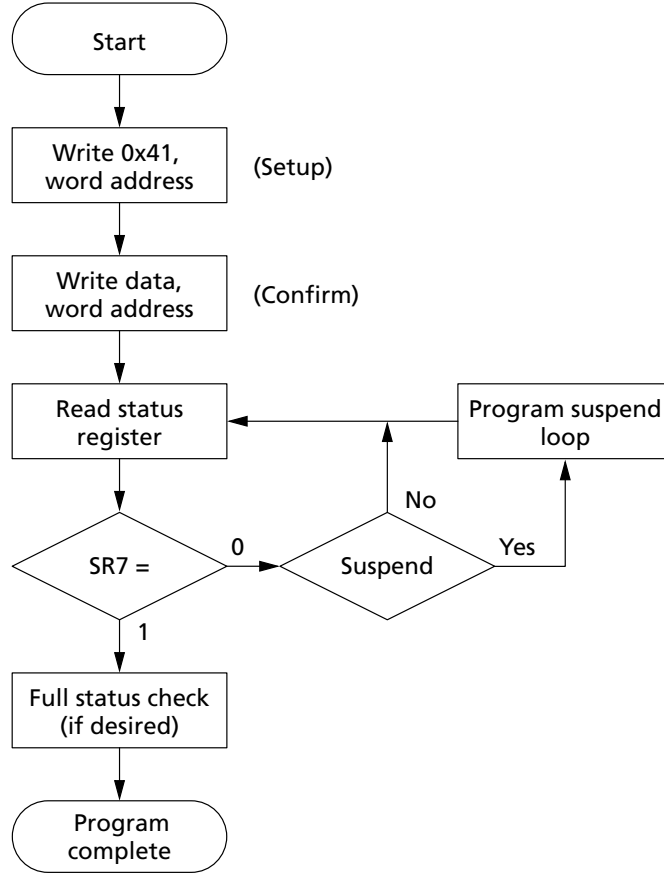 Start
Write 0x41,
word address
(Setup)
Write data,
word address
(Confirm)
Read status
register
Program suspend
loop
No
SR7 =
0
Suspend
Yes
1
Full status check
(if desired)
Program
complete